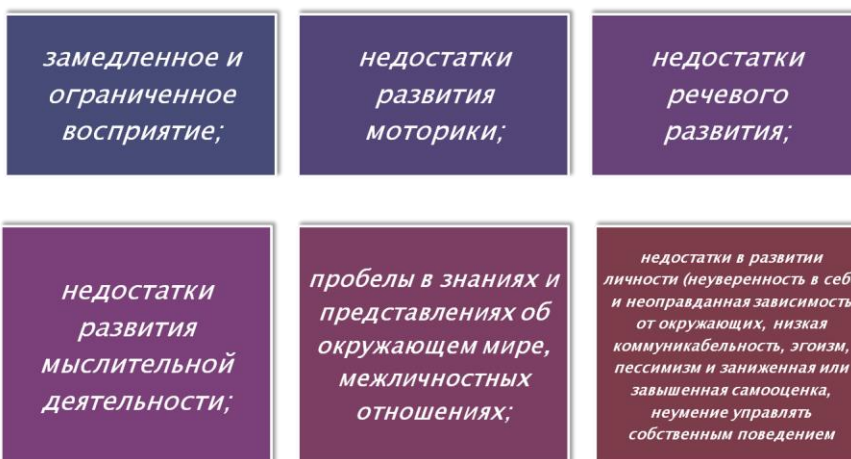 замедленное и
ограниченное
восприятие;
недостатки
развития
моторики;
недостатки
речевого
развития;
недостатки
развития
мыслительной
деятельности;
пробелы в знаниях и
представлениях об
окружающем мире,
межличностных
отношениях;
недостатки в развитии
личности (неуверенность в себ
и неоправданная зависимость
от окружающих, низкая
коммуникабельность, эгоизм,
пессимизм и заниженная или
завышенная самооценка,
неумение управлять
собственным поведением